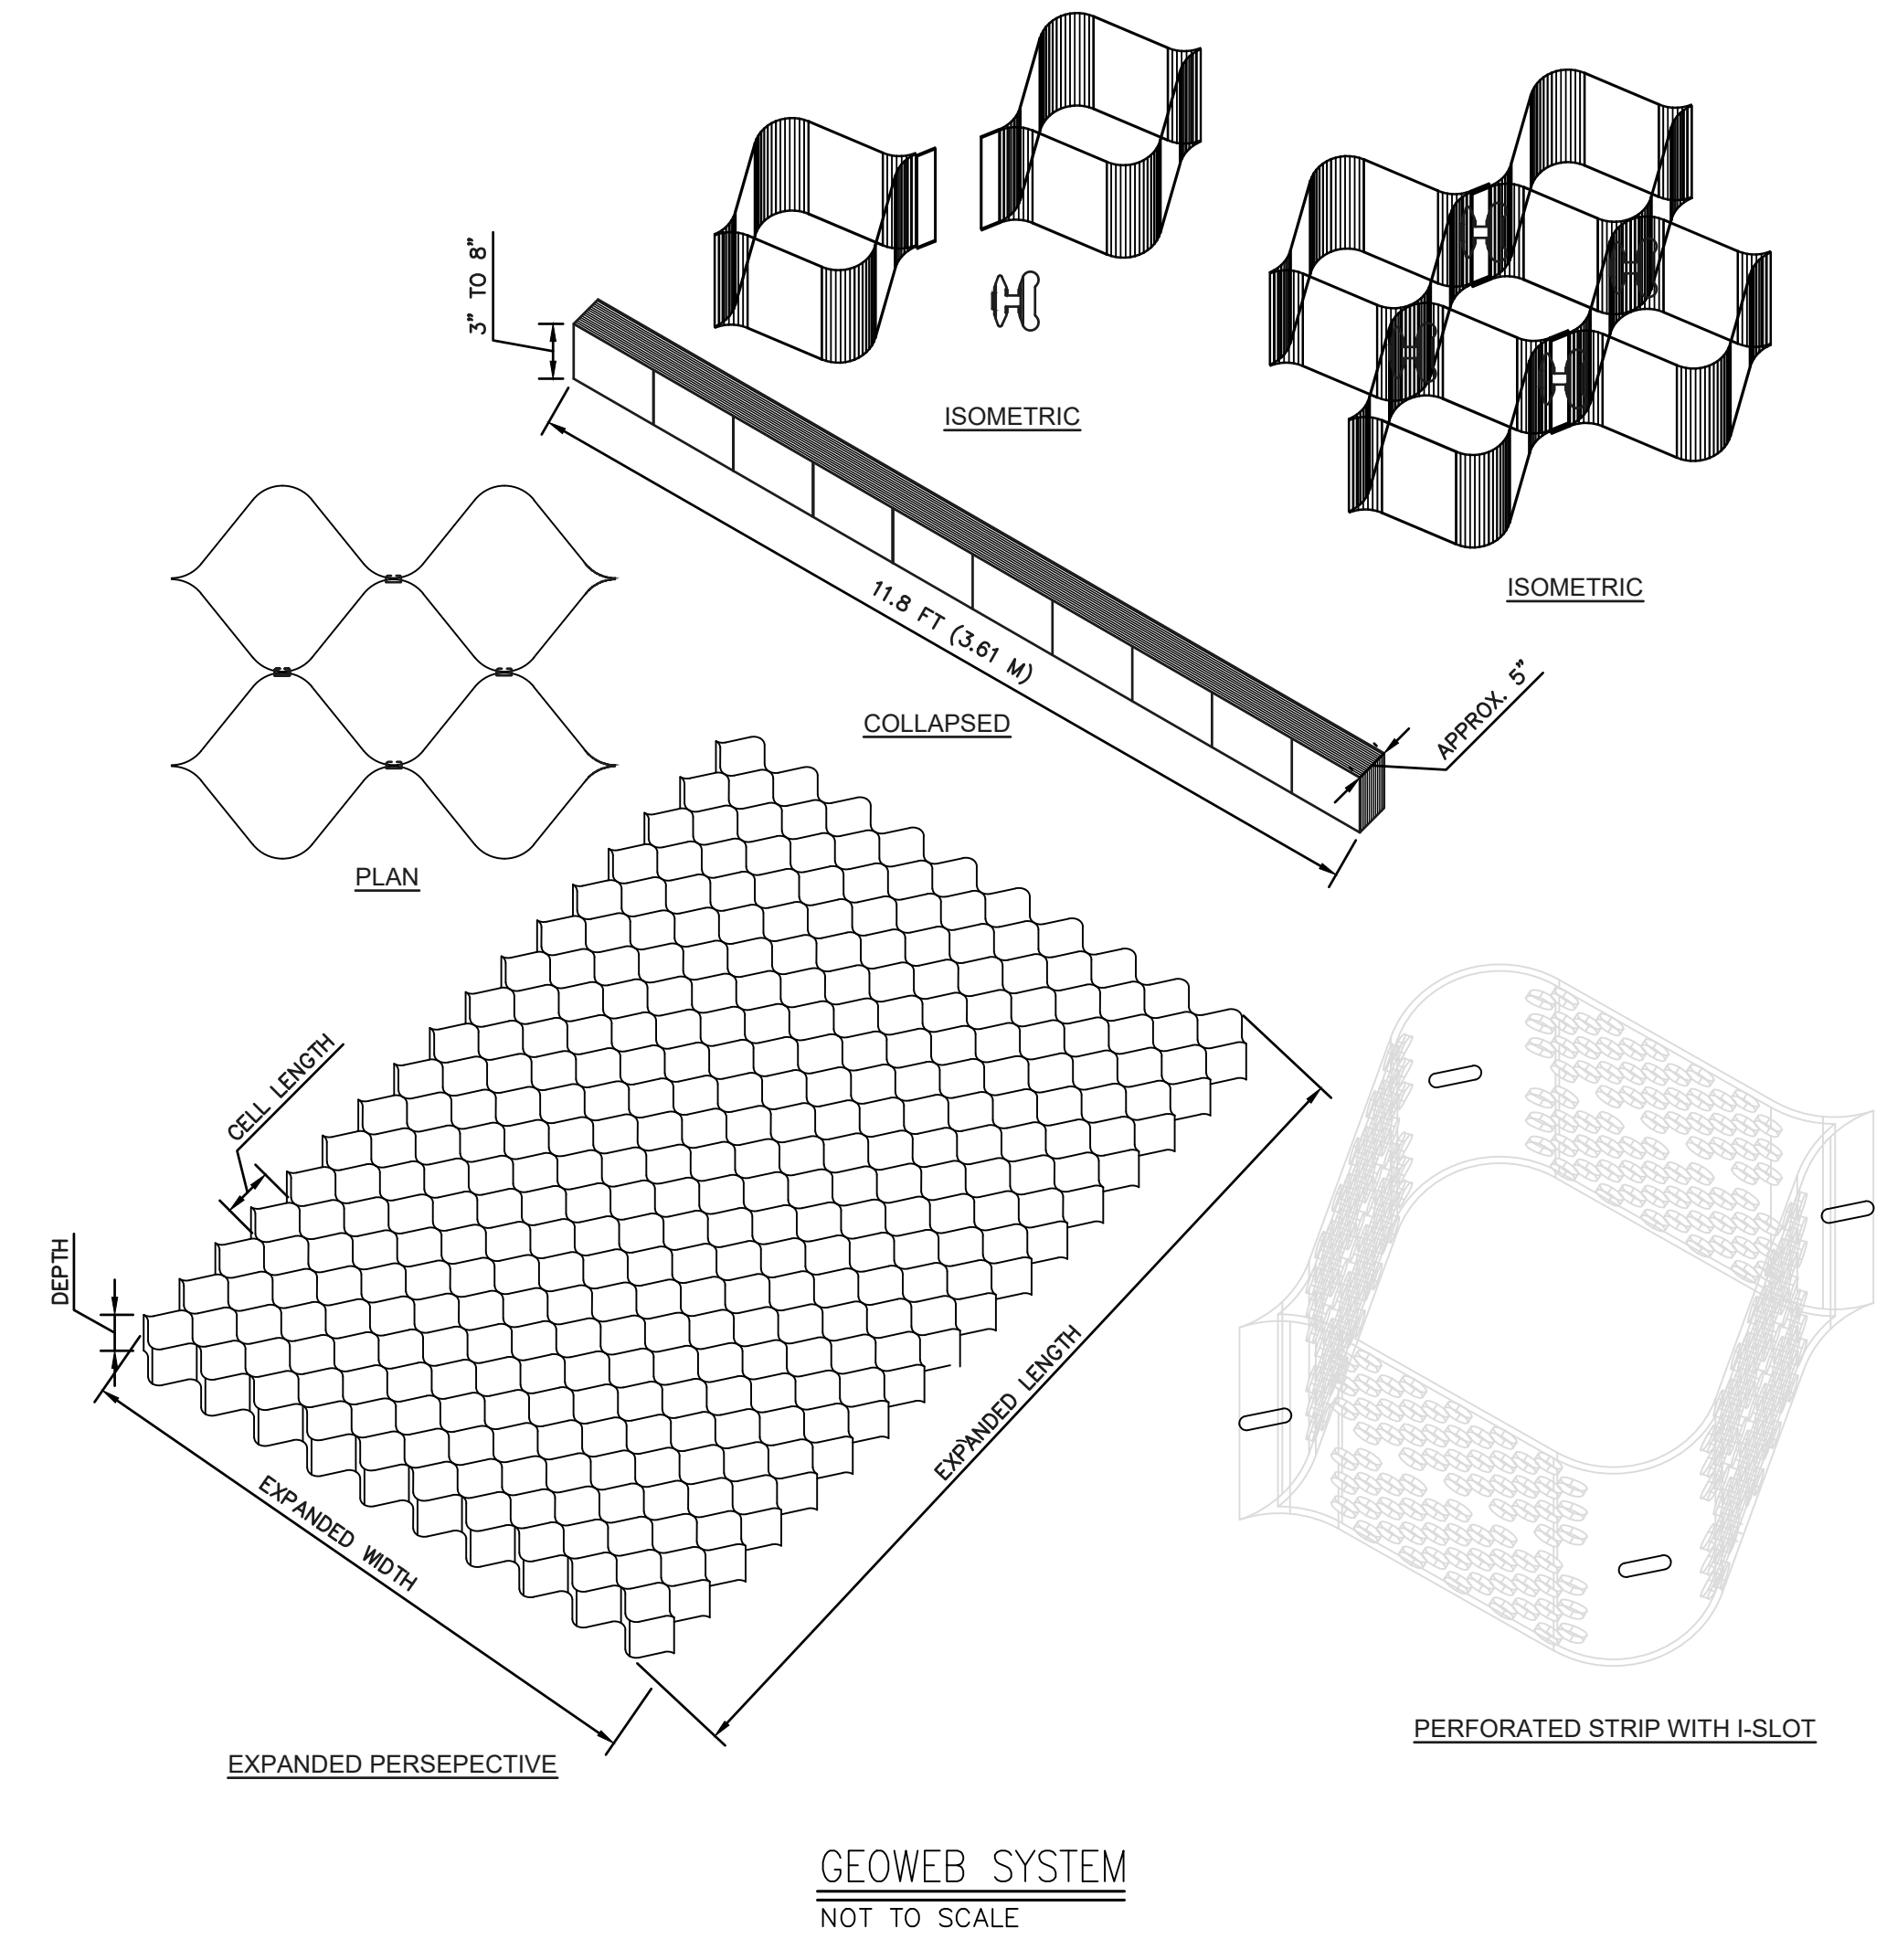 3” TO 8”
ISOMETRIC
ISOMETRIC
11.8 FT (3.61 M)
APPROX. 5”
COLLAPSED
PLAN
CELL LENGTH
DEPTH
EXPANDED WIDTH
EXPANDED LENGTH
EXPANDED PERSEPECTIVE
PERFORATED STRIP WITH I-SLOT
GEOWEB SYSTEM
NOT TO SCALE